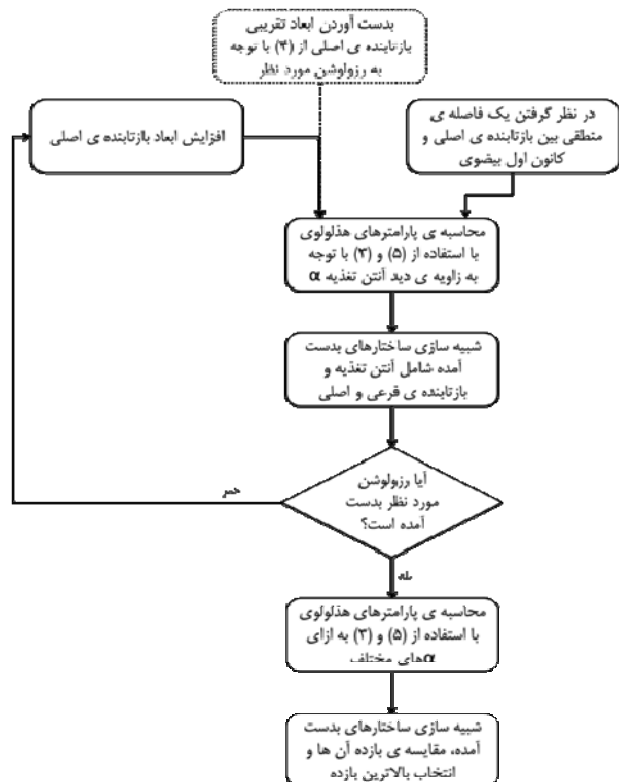 بدست آوردن ابعاد تقریبی
بازتابنده ی اصلی از (۴) با توجه
به رزولوشن مورد نظر
در نظر گرفتن یک فاصله ی
منطقی بین بازتابنده ی اصلی و
کانون اول بیضوی
افزایش ابعاد بازتابنده ی اصلی
محاسبه ی پارامترهای هذلولوی
با استفاده از (۵) و (۳) با توجه
به زاویه ی دید آنتن تغذیه α
شبیه سازی ساختارهای بدست
آمده شامل آنتن تغذیه و
بازتابنده ی فرعی و اصلی
آیا رزولوشن
مورد نظر بدست
آمده است؟
خیر
بله
محاسبه ی پارامترهای هذلولوی
با استفاده از (۵) و (۳) به ازای
αهای مختلف
شبیه سازی ساختارهای بدست
آمده، مقایسه ی بازده آن ها و
انتخاب بالاترین بازده